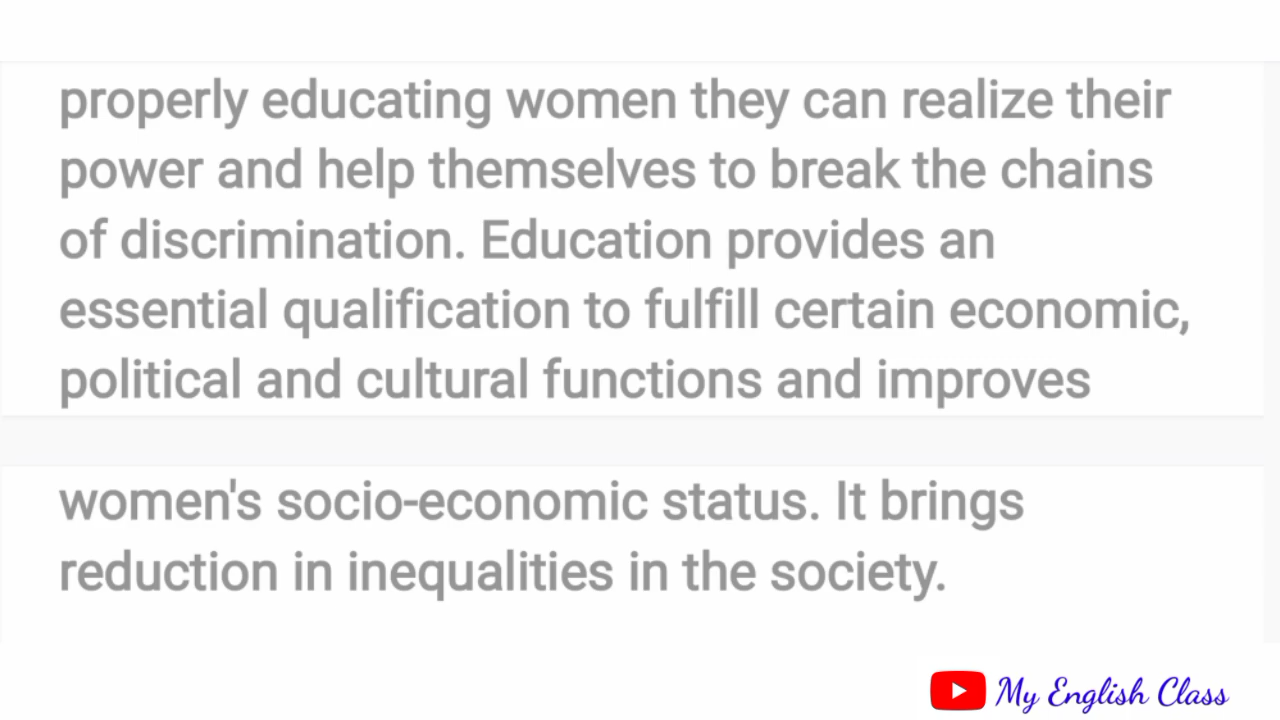 properly educating women they can realize their
power and help themselves to break the chains
of discrimination. Education provides an
essential qualification to fulfill certain economic,
political and cultural functions and improves
women's socio-economic status. It brings
reduction in inequalities in the society.
My English Class